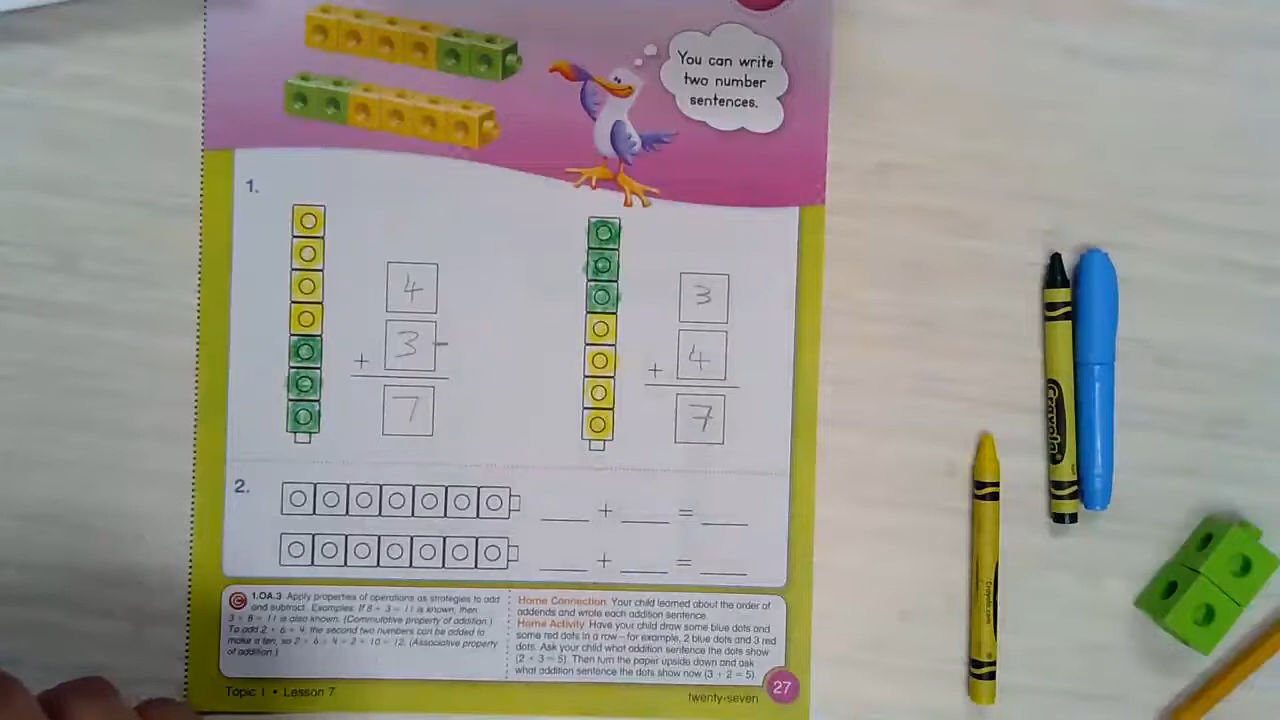 You can write
two number
sentences.
1.
4
+ 3
7
3
+ 4
7
2.
+ =
+ =
1.OA.3 Apply properties of operations as strategies to add
and subtract. Examples: If 8 + 3 = 11 is known, then
3 + 8 = 11 is also known. (Commutative property of addition.)
To add 2 + 6 + 4, the second two numbers can be added to
make a ten, so 2 + 6 + 4 = 2 + 10 = 12. (Associative property
of addition.)
Home Connection Your child learned about the order of
addends and wrote each addition sentence.
Home Activity Have your child draw some blue dots and
some red dots in a row – for example, 2 blue dots and 3 red
dots. Ask your child what addition sentence the dots show
(2 + 3 = 5). Then turn the paper upside down and ask
what addition sentence the dots show now (3 + 2 = 5).
Topic 1 • Lesson 7
twenty-seven 27
Crayola